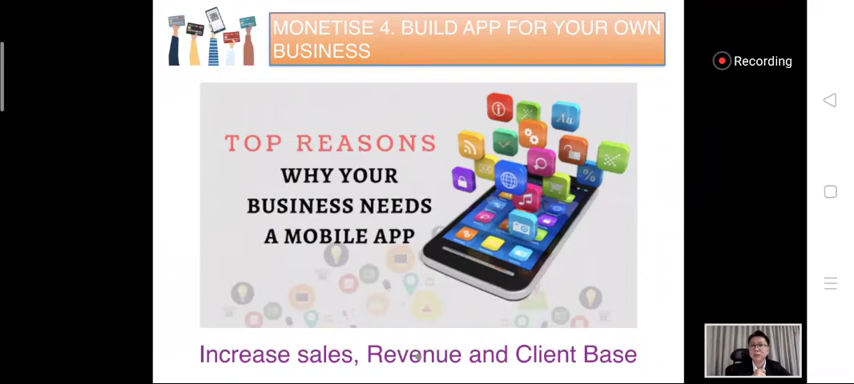 MONETISE 4. BUILD APP FOR YOUR OWN
BUSINESS
Recording
TOP REASONS
WHY YOUR
BUSINESS NEEDS
A MOBILE APP
Aa
%
Increase sales, Revenue and Client Base